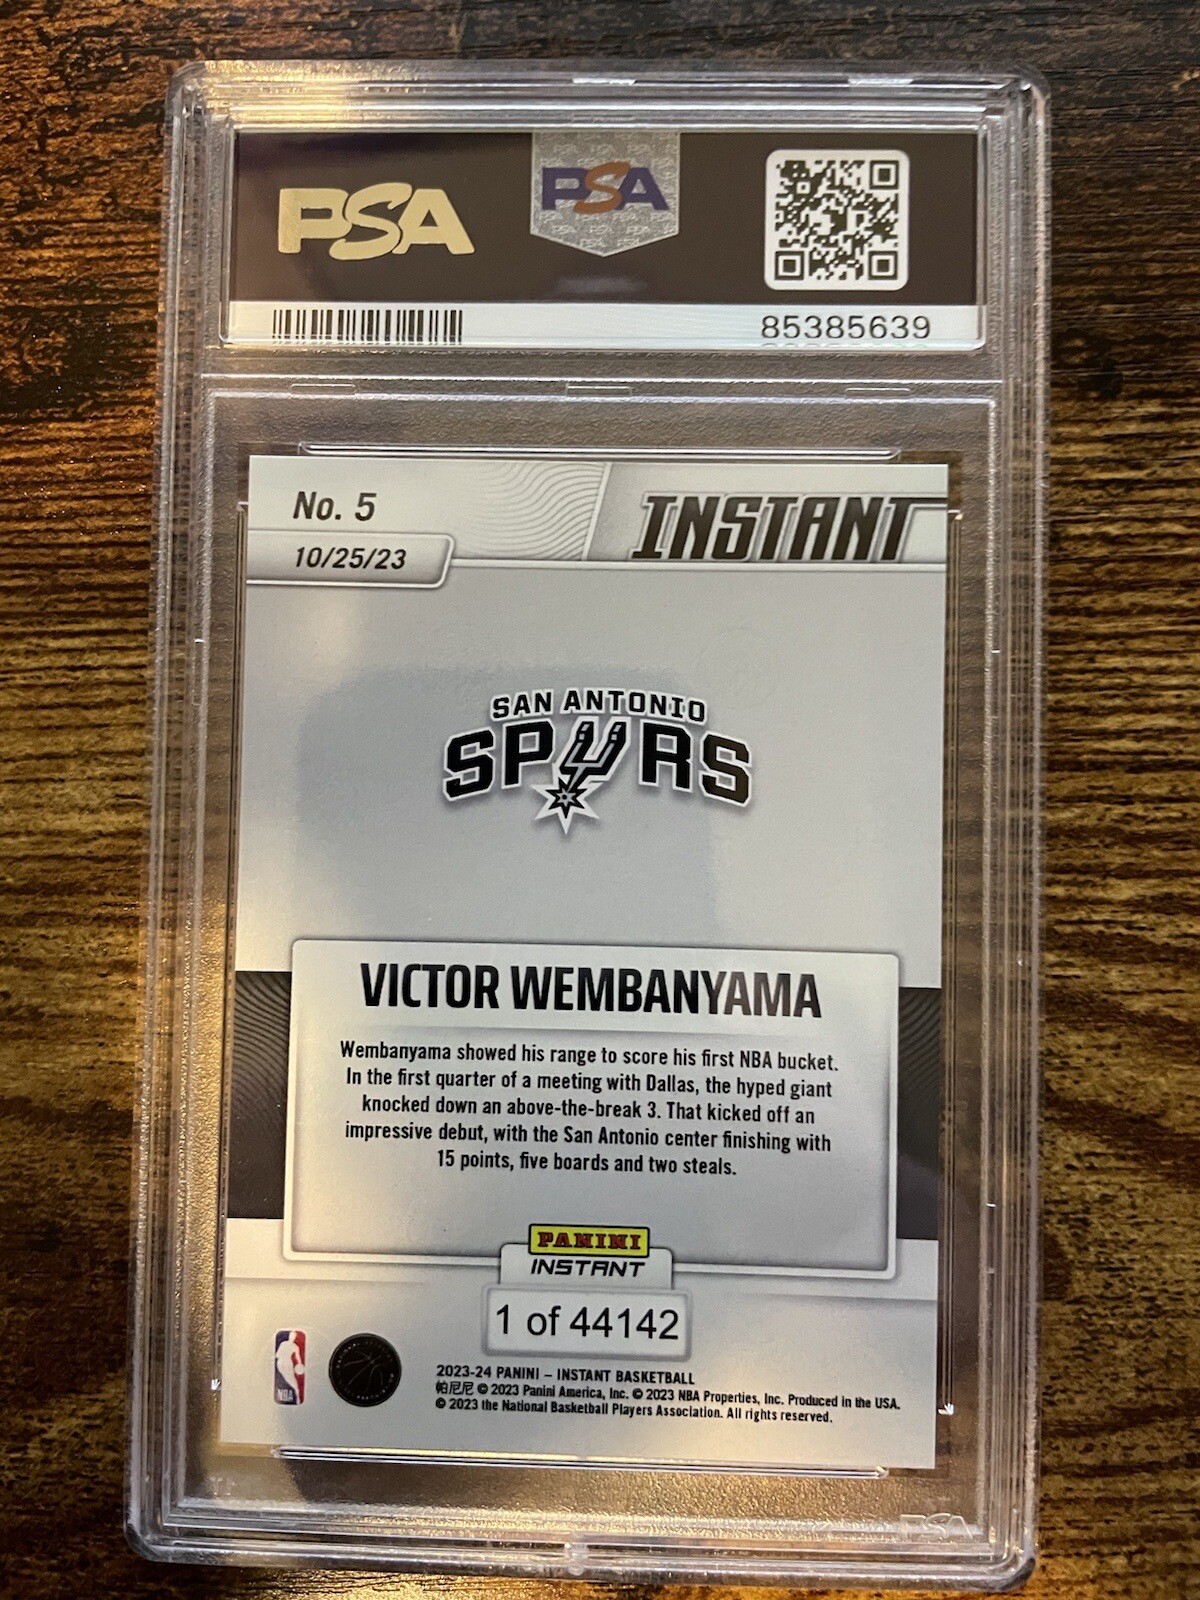 PSA
PSA
85385639
No. 5
INSTANT
10/25/23
SAN ANTONIO
SPURS
VICTOR WEMBANYAMA
Wembanyama showed his range to score his first NBA bucket.
In the first quarter of a meeting with Dallas, the hyped giant
knocked down an above-the-break 3. That kicked off an
impressive debut, with the San Antonio center finishing with
15 points, five boards and two steals.
PANINI
INSTANT
1 of 44142
NBA
2023-24 PANINI – INSTANT BASKETBALL
帕尼尼 © 2023 Panini America, Inc. © 2023 NBA Properties, Inc. Produced in the USA.
© 2023 the National Basketball Players Association. All rights reserved.
PSA